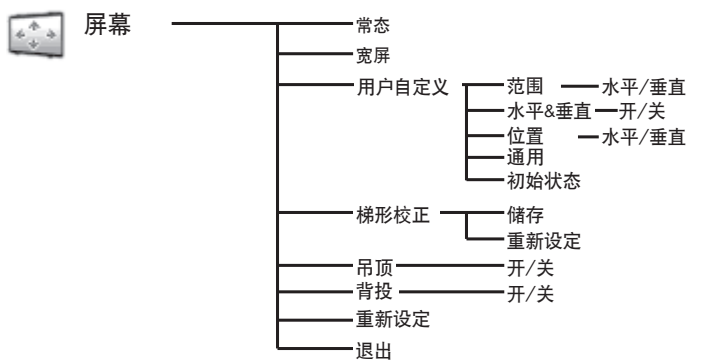 屏幕
常态
宽屏
用户自定义
范围 水平/垂直
水平&垂直 开/关
位置 水平/垂直
通用
初始状态
梯形校正 储存
重新设定
吊顶 开/关
背投 开/关
重新设定
退出